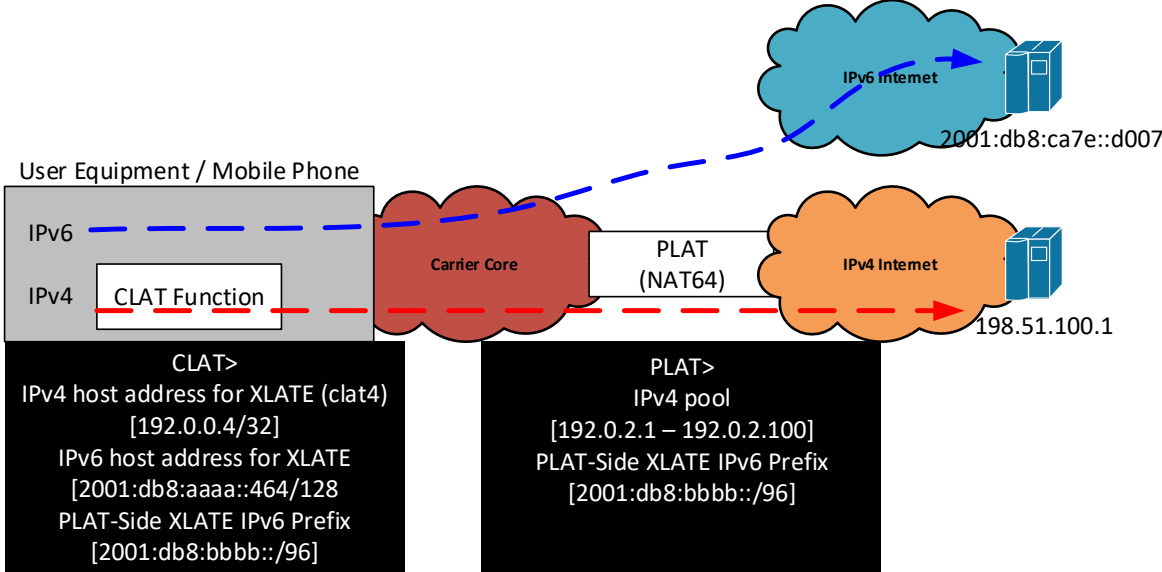 IPv6 Internet
2001:db8:ca7e::d007
User Equipment / Mobile Phone
IPv6
IPv4
CLAT Function
Carrier Core
PLAT
(NAT64)
IPv4 Internet
198.51.100.1
CLAT>
IPv4 host address for XLATE (clat4)
[192.0.0.4/32]
IPv6 host address for XLATE
[2001:db8:aaaa::464/128
PLAT-Side XLATE IPv6 Prefix
[2001:db8:bbbb::/96]
PLAT>
IPv4 pool
[192.0.2.1 – 192.0.2.100]
PLAT-Side XLATE IPv6 Prefix
[2001:db8:bbbb::/96]